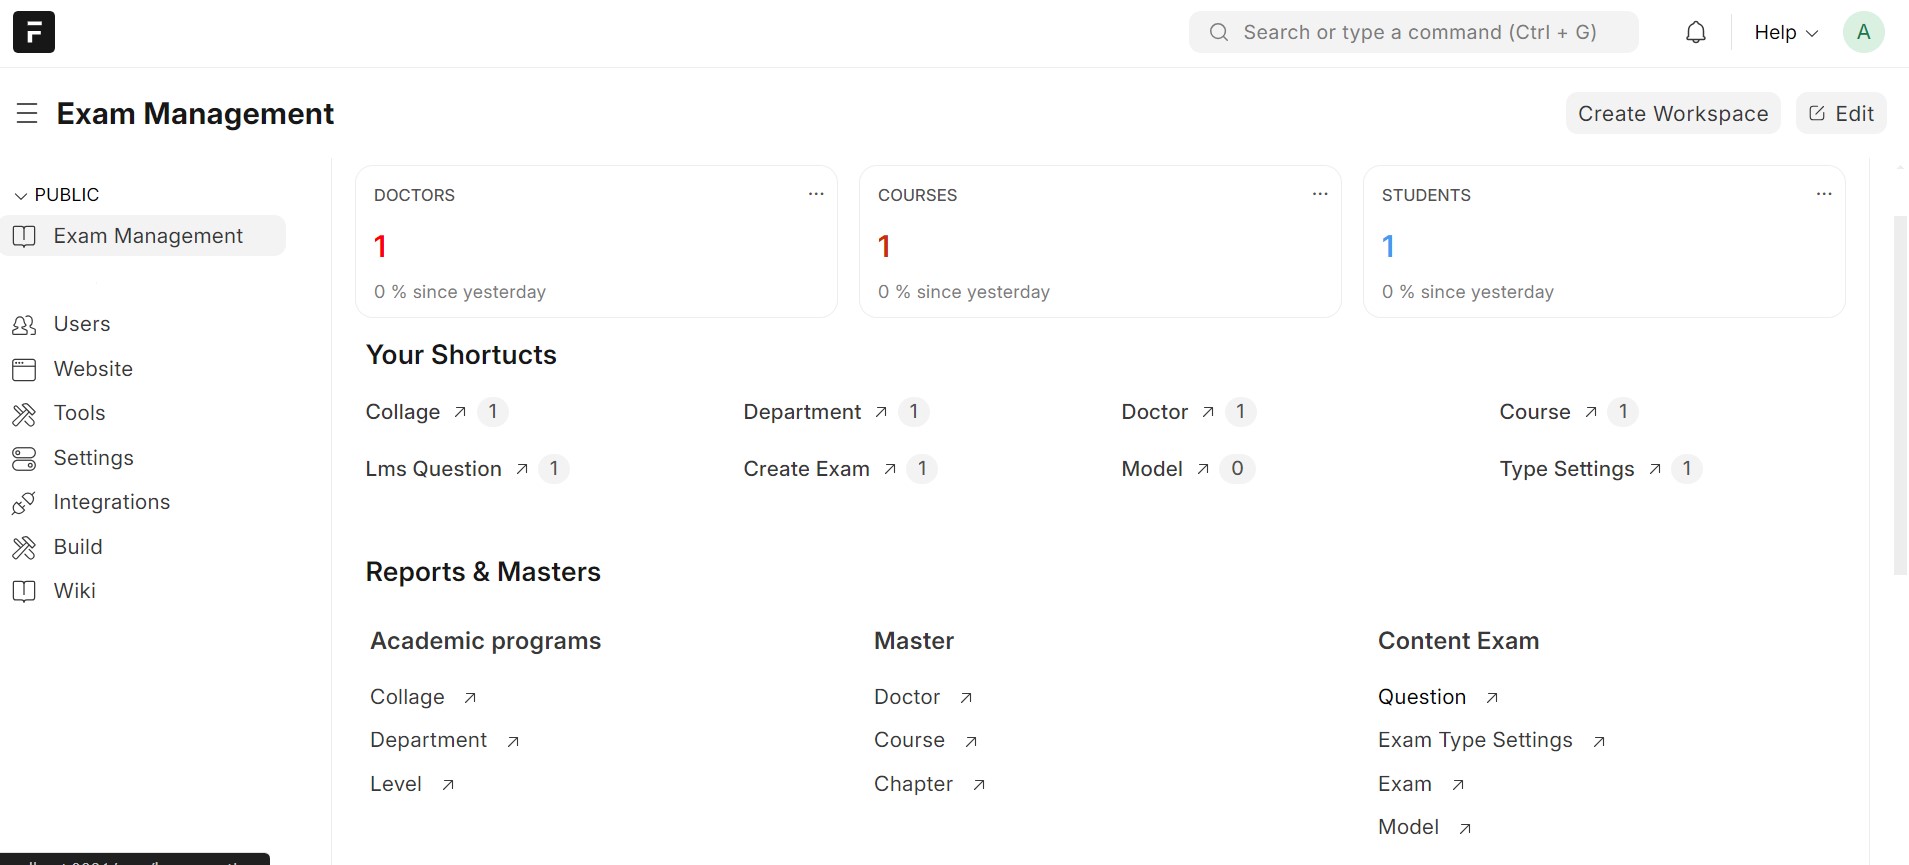 F
Search or type a command (Ctrl + G)
Help
A
Exam Management
Create Workspace
Edit
PUBLIC
Exam Management
Users
Website
Tools
Settings
Integrations
Build
Wiki
DOCTORS
1
0 % since yesterday
COURSES
1
0 % since yesterday
STUDENTS
1
0 % since yesterday
Your Shortucts
Collage 1
Department 1
Doctor 1
Course 1
Lms Question 1
Create Exam 1
Model 0
Type Settings 1
Reports & Masters
Academic programs
Collage
Department
Level
Master
Doctor
Course
Chapter
Content Exam
Question
Exam Type Settings
Exam
Model